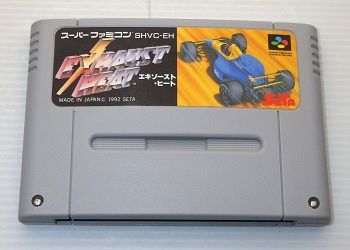 スーパーファミコン SHVC-EH
EXHAUST
HEAT
エキゾースト
・ヒート
MADE IN JAPAN © 1992 SETA
SETA